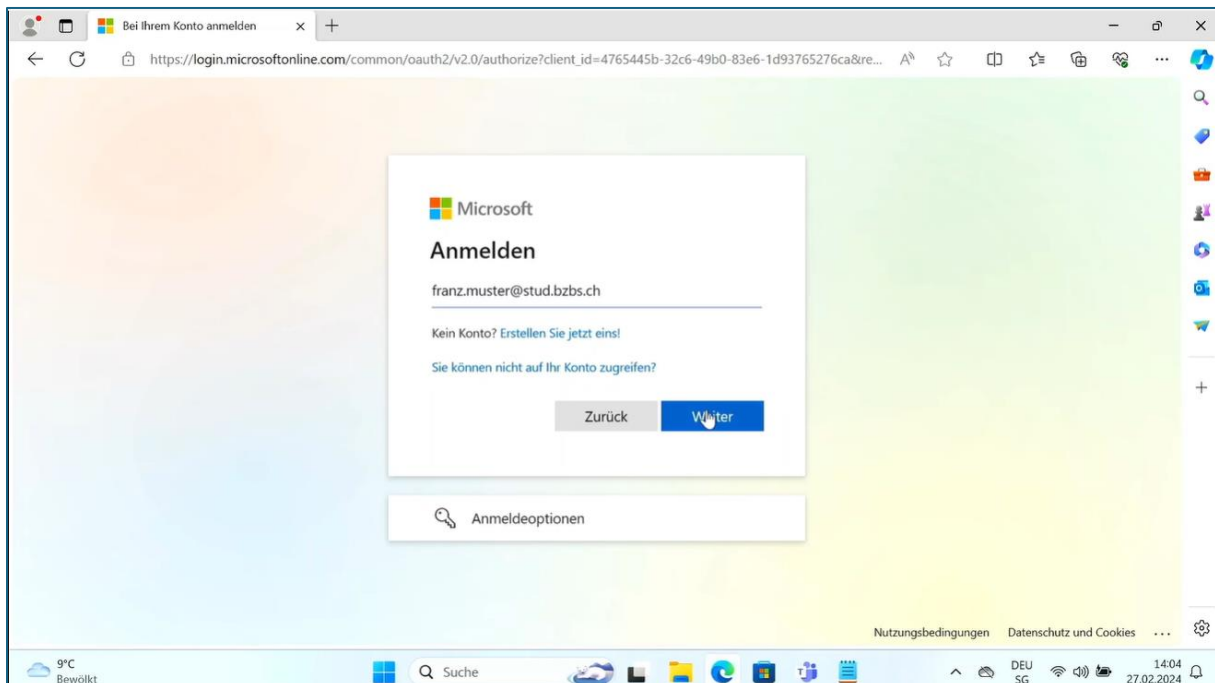 Bei Ihrem Konto anmelden
https://login.microsoftonline.com/common/oauth2/v2.0/authorize?client_id=4765445b-32c6-49b0-83e6-1d93765276ca&re...
Microsoft
Anmelden
franz.muster@stud.bzbs.ch
Kein Konto? Erstellen Sie jetzt eins!
Sie können nicht auf Ihr Konto zugreifen?
Zurück Weiter
Anmeldeoptionen
Nutzungsbedingungen Datenschutz und Cookies ...
9°C
Bewölkt
Suche
DEU
SG
14:04
27.02.2024